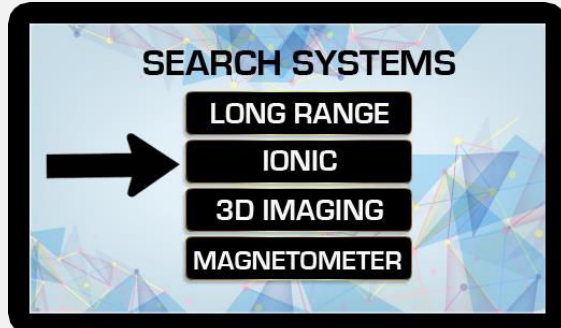 SEARCH SYSTEMS
LONG RANGE
IONIC
3D IMAGING
MAGNETOMETER